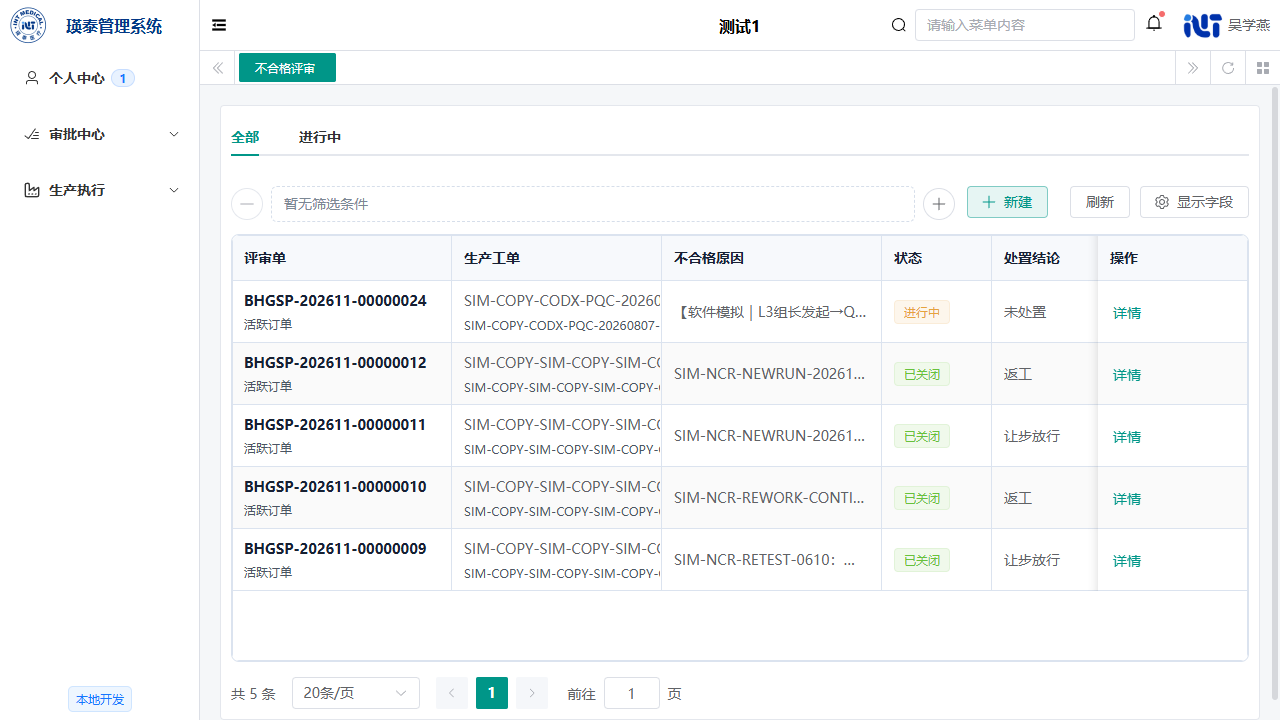 INT MEDICAL
瑛泰医疗
瑛泰管理系统
测试1
请输入菜单内容
iNT
吴学燕
个人中心 1
审批中心
生产执行
不合格评审
全部
进行中
暂无筛选条件
新建
刷新
显示字段
评审单 生产工单 不合格原因 状态 处置结论 操作
BHGSP-202611-00000024
活跃订单
SIM-COPY-CODX-PQC-20260
SIM-COPY-CODX-PQC-20260807-
【软件模拟｜L3组长发起→Q...
进行中
未处置
详情
BHGSP-202611-00000012
活跃订单
SIM-COPY-SIM-COPY-SIM-CO
SIM-COPY-SIM-COPY-SIM-COPY-
SIM-NCR-NEWRUN-20261...
已关闭
返工
详情
BHGSP-202611-00000011
活跃订单
SIM-COPY-SIM-COPY-SIM-CO
SIM-COPY-SIM-COPY-SIM-COPY-
SIM-NCR-NEWRUN-20261...
已关闭
让步放行
详情
BHGSP-202611-00000010
活跃订单
SIM-COPY-SIM-COPY-SIM-CO
SIM-COPY-SIM-COPY-SIM-COPY-
SIM-NCR-REWORK-CONTI...
已关闭
返工
详情
BHGSP-202611-00000009
活跃订单
SIM-COPY-SIM-COPY-SIM-CO
SIM-COPY-SIM-COPY-SIM-COPY-
SIM-NCR-RETEST-0610：...
已关闭
让步放行
详情
共 5 条
20条/页
1
前往 1 页
本地开发